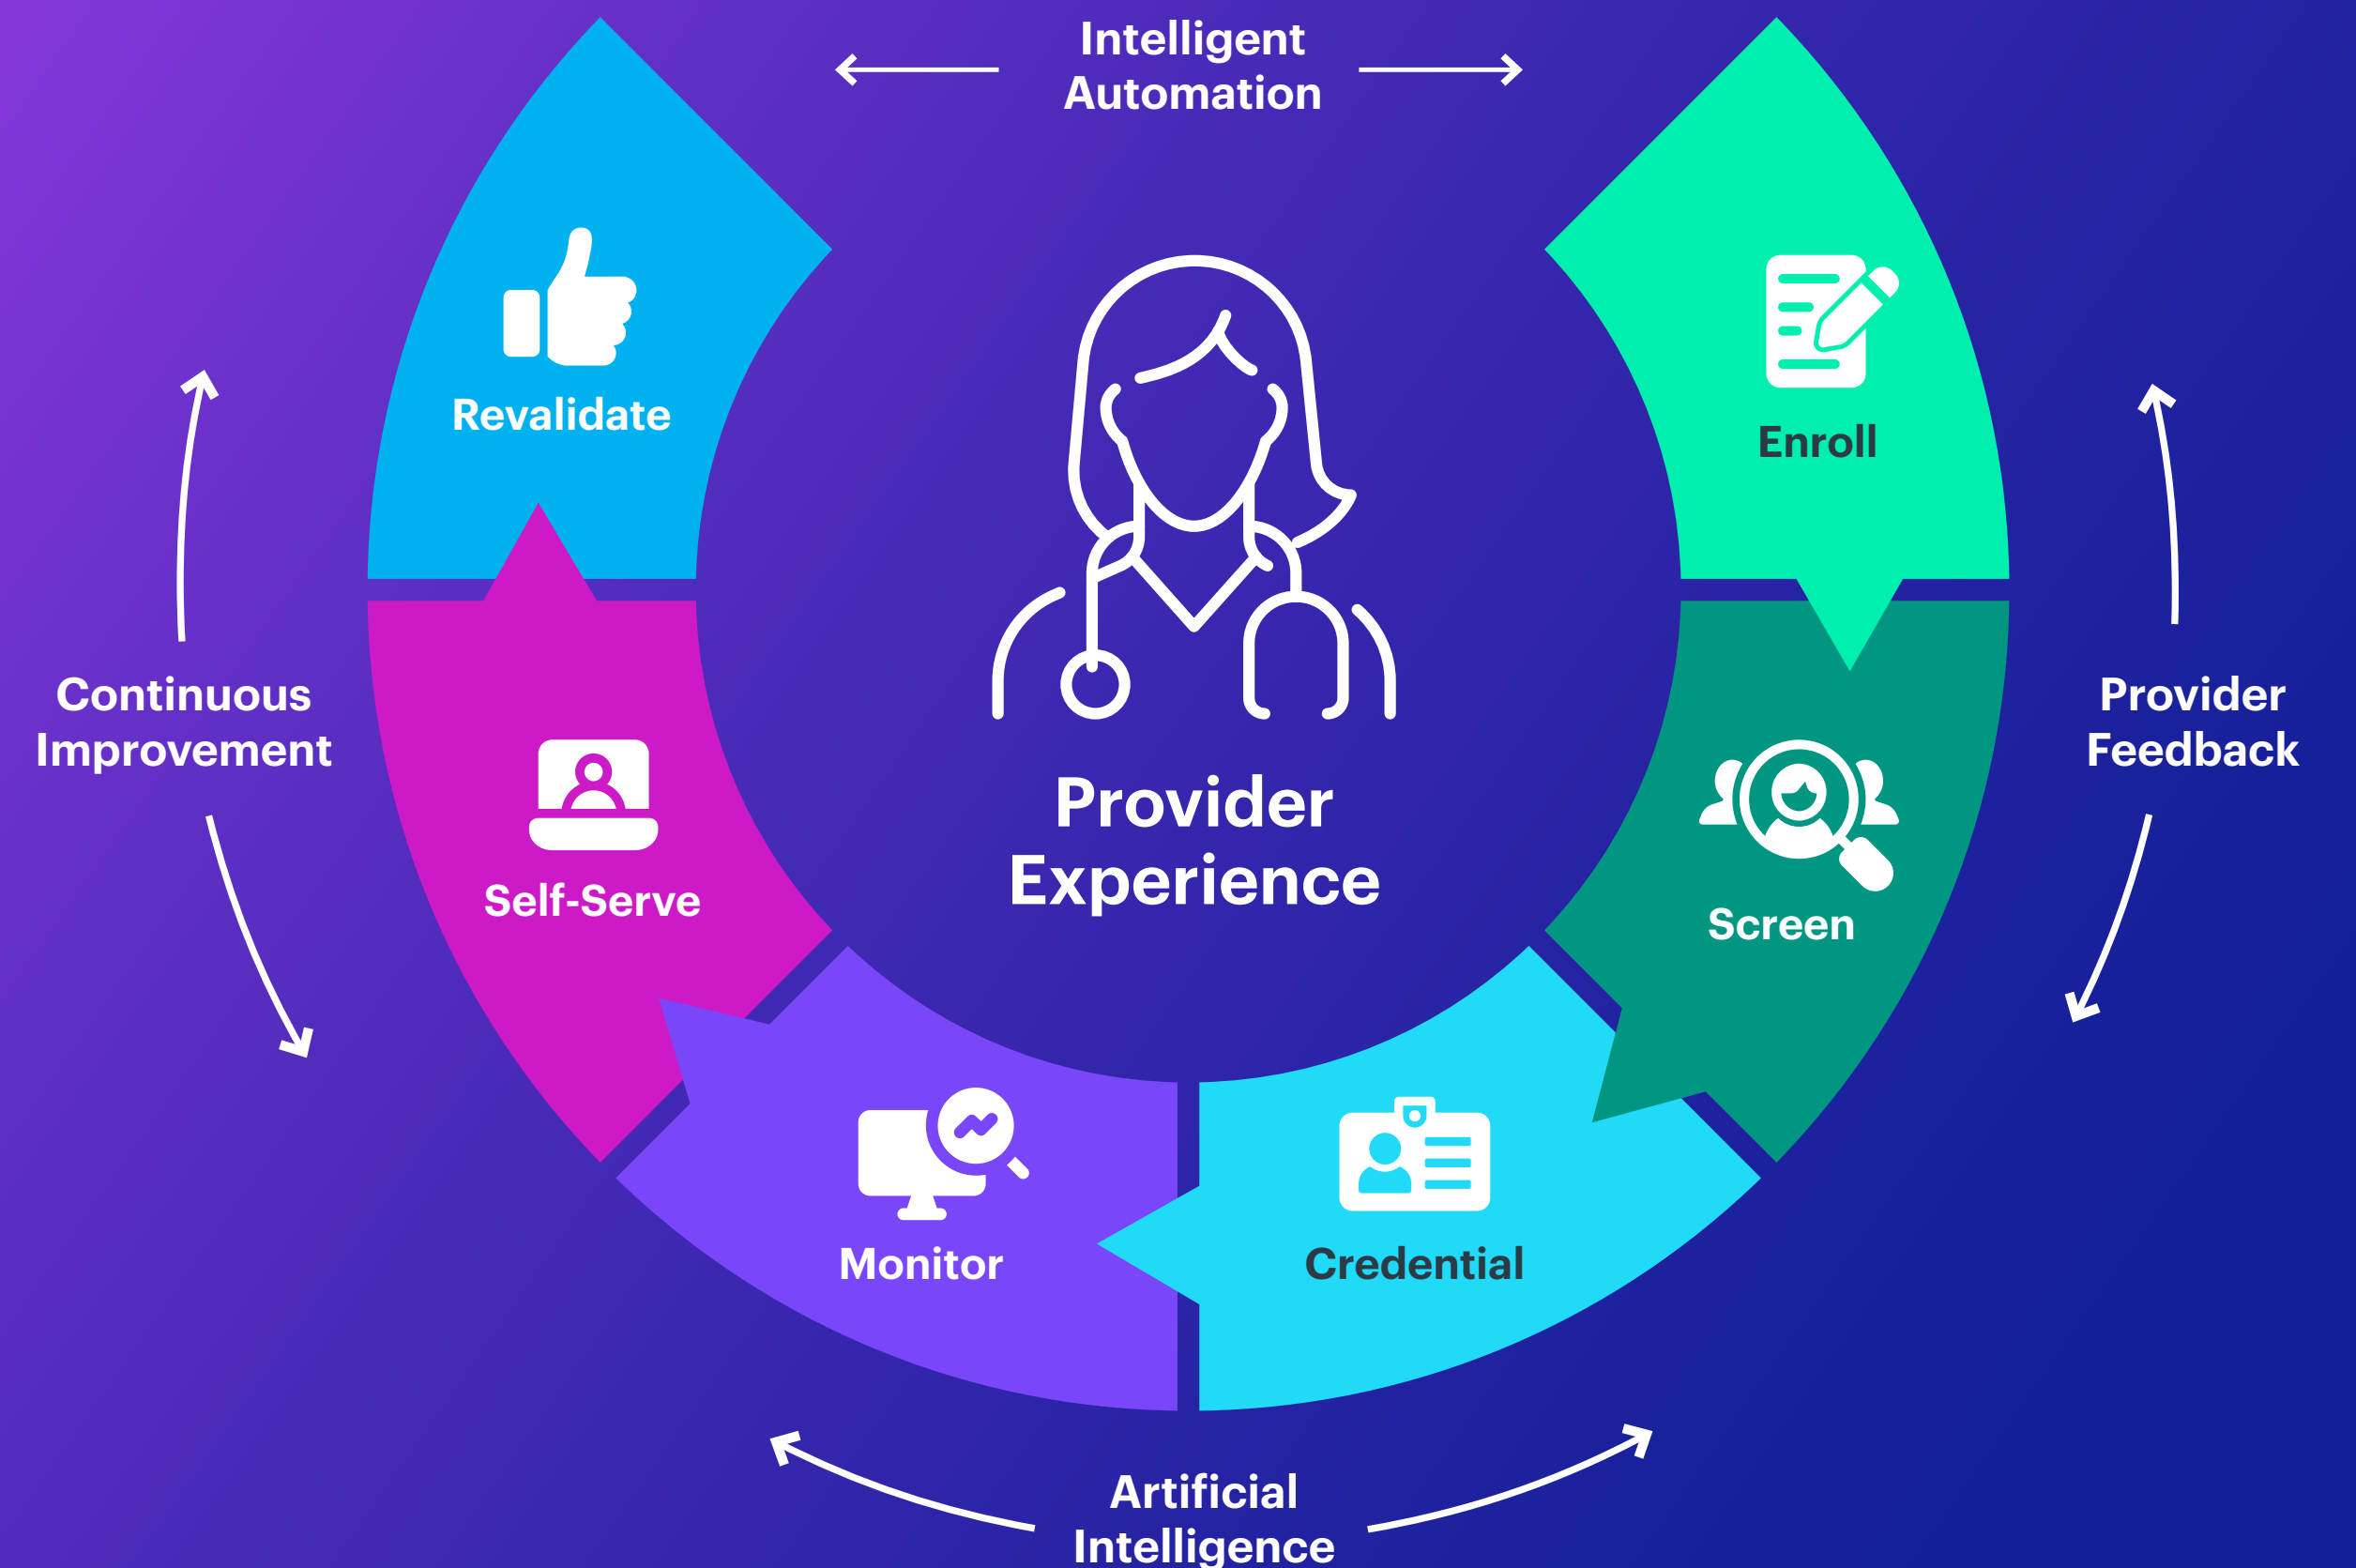 Intelligent
Automation
Revalidate
Enroll
Continuous
Improvement
Provider
Feedback
Provider
Experience
Self-Serve
Screen
Monitor
Credential
Artificial
Intelligence